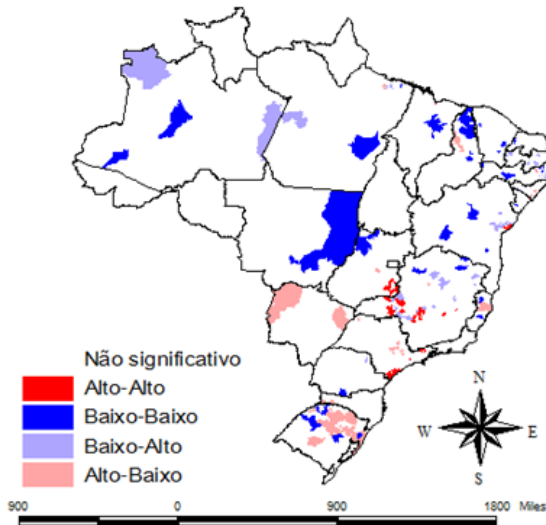 Não significativo
Alto-Alto
Baixo-Baixo
Baixo-Alto
Alto-Baixo
N
W E
S
900 0 900 1800 Miles